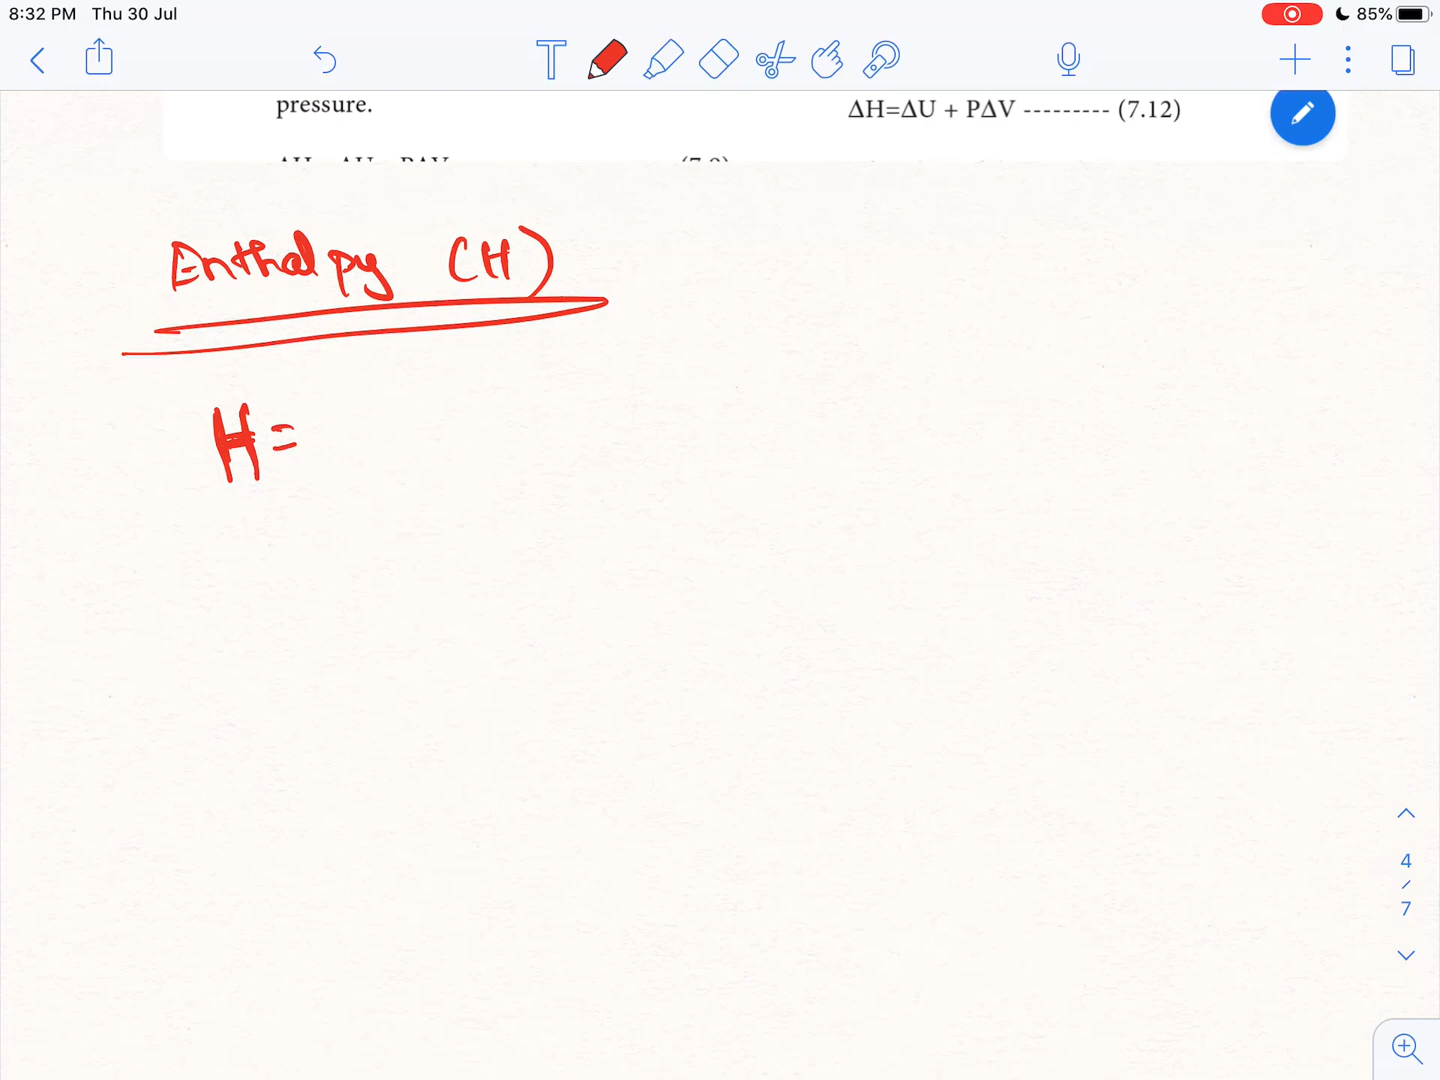 8:32 PM Thu 30 Jul
85%
pressure.
ΔH=ΔU + PΔV --------- (7.12)
Enthalpy (H)
H=
4
/
7